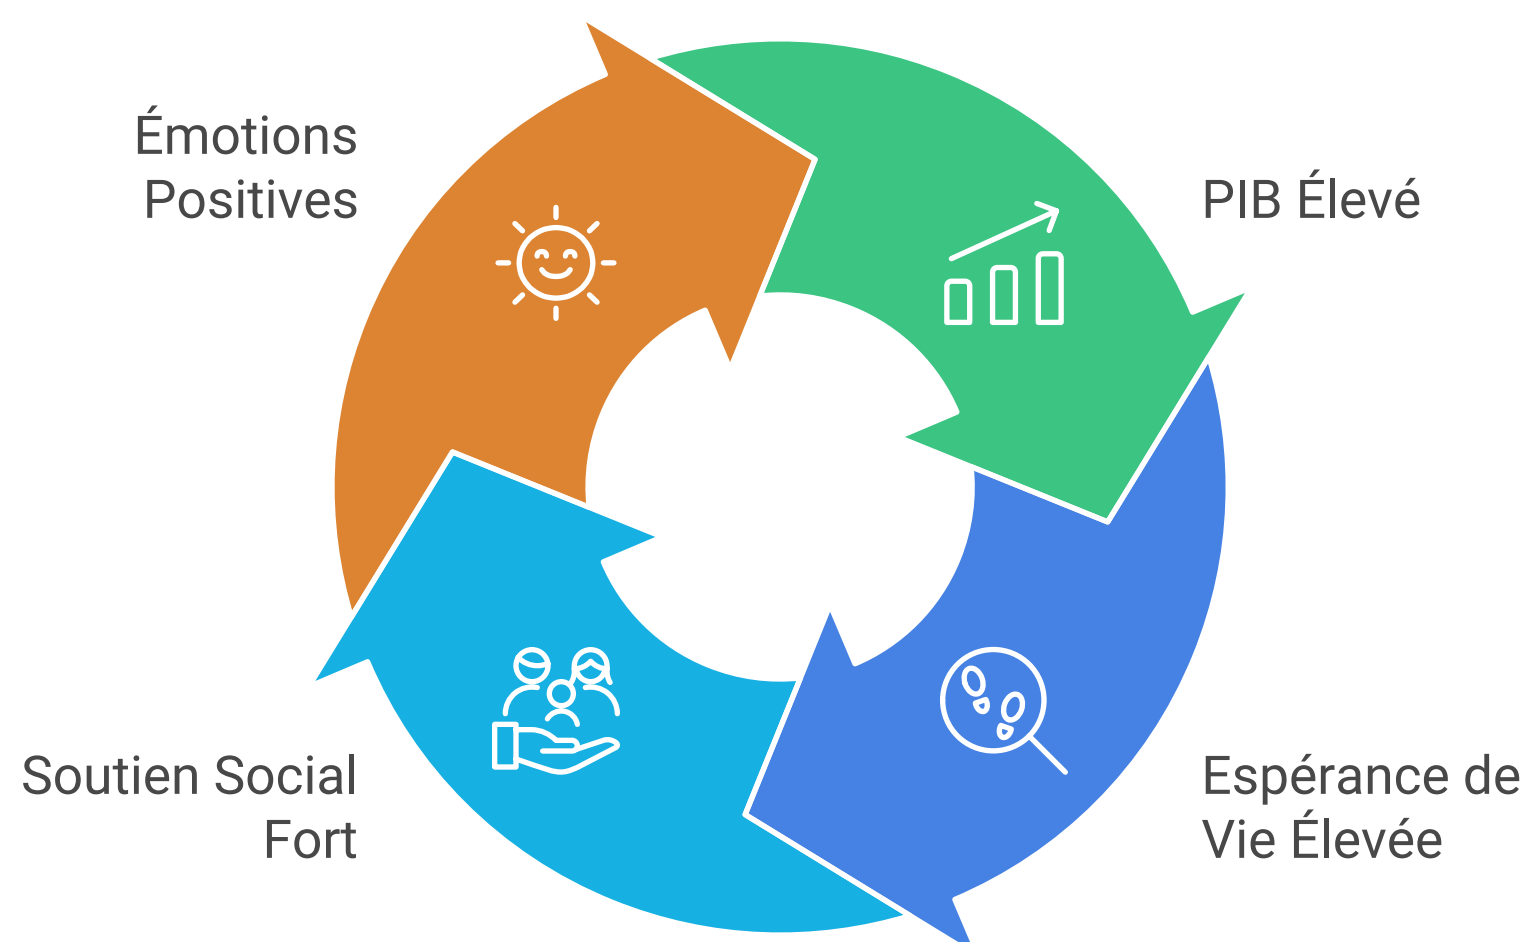 Émotions
Positives
PIB Élevé
Soutien Social
Fort
Espérance de
Vie Élevée